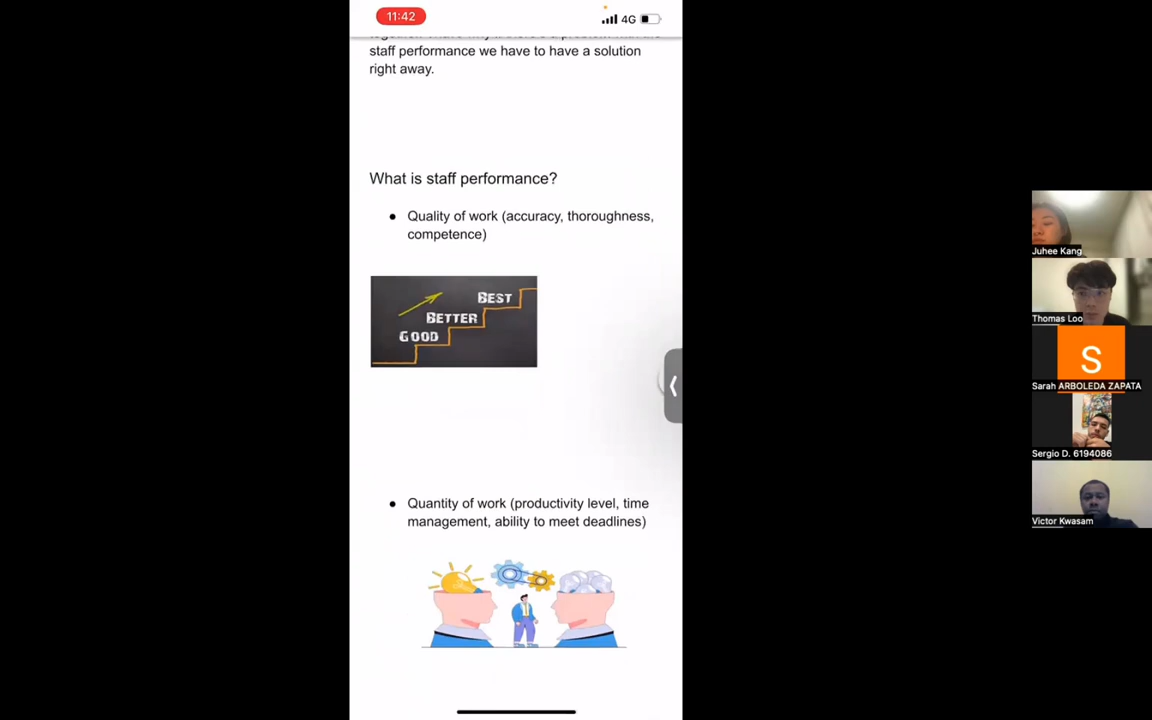 11:42
4G
staff performance we have to have a solution
right away.
What is staff performance?
● Quality of work (accuracy, thoroughness,
competence)
BEST
BETTER
GOOD
● Quantity of work (productivity level, time
management, ability to meet deadlines)
Juhee Kang
Thomas Loo
S
Sarah ARBOLEDA ZAPATA
Sergio D. 6194086
Victor Kwasam